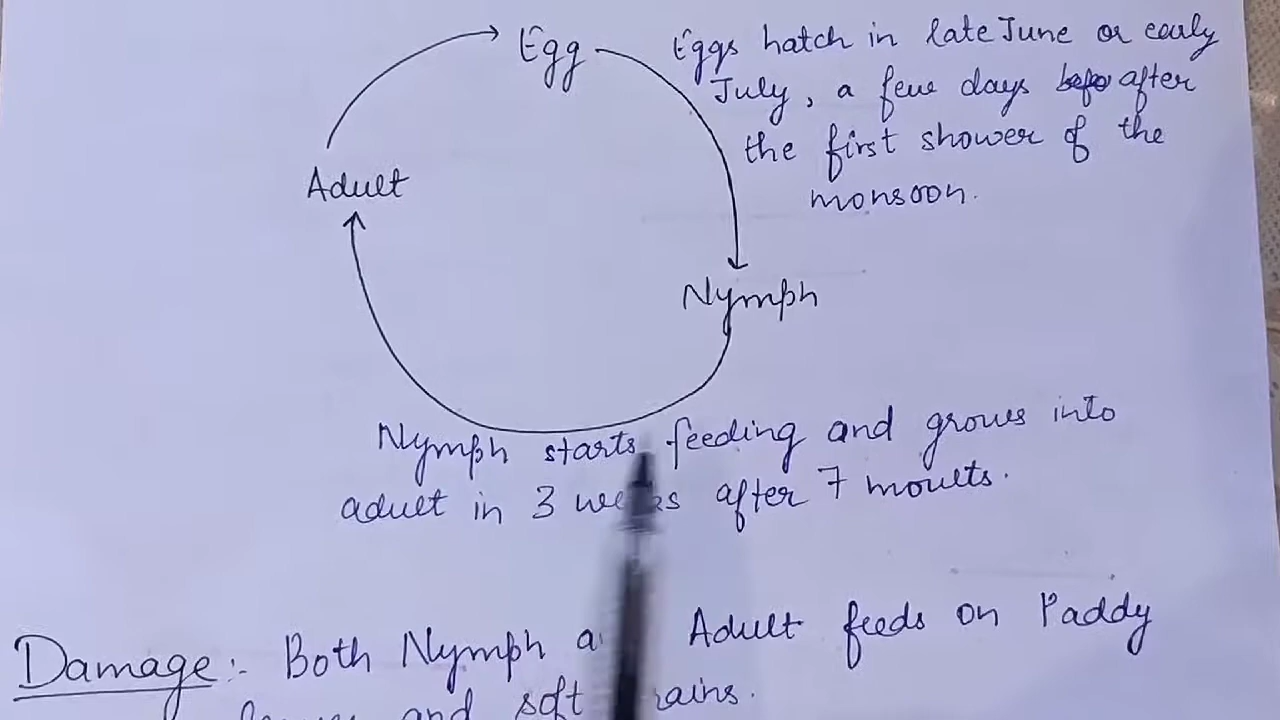 Egg
Eggs hatch in late June or early
July, a few days after
the first shower of the
monsoon.
Adult
Nymph
Nymph starts feeding and grows into
adult in 3 weeks after 7 moults.
Damage:- Both Nymph Adult feeds on Paddy
and soft